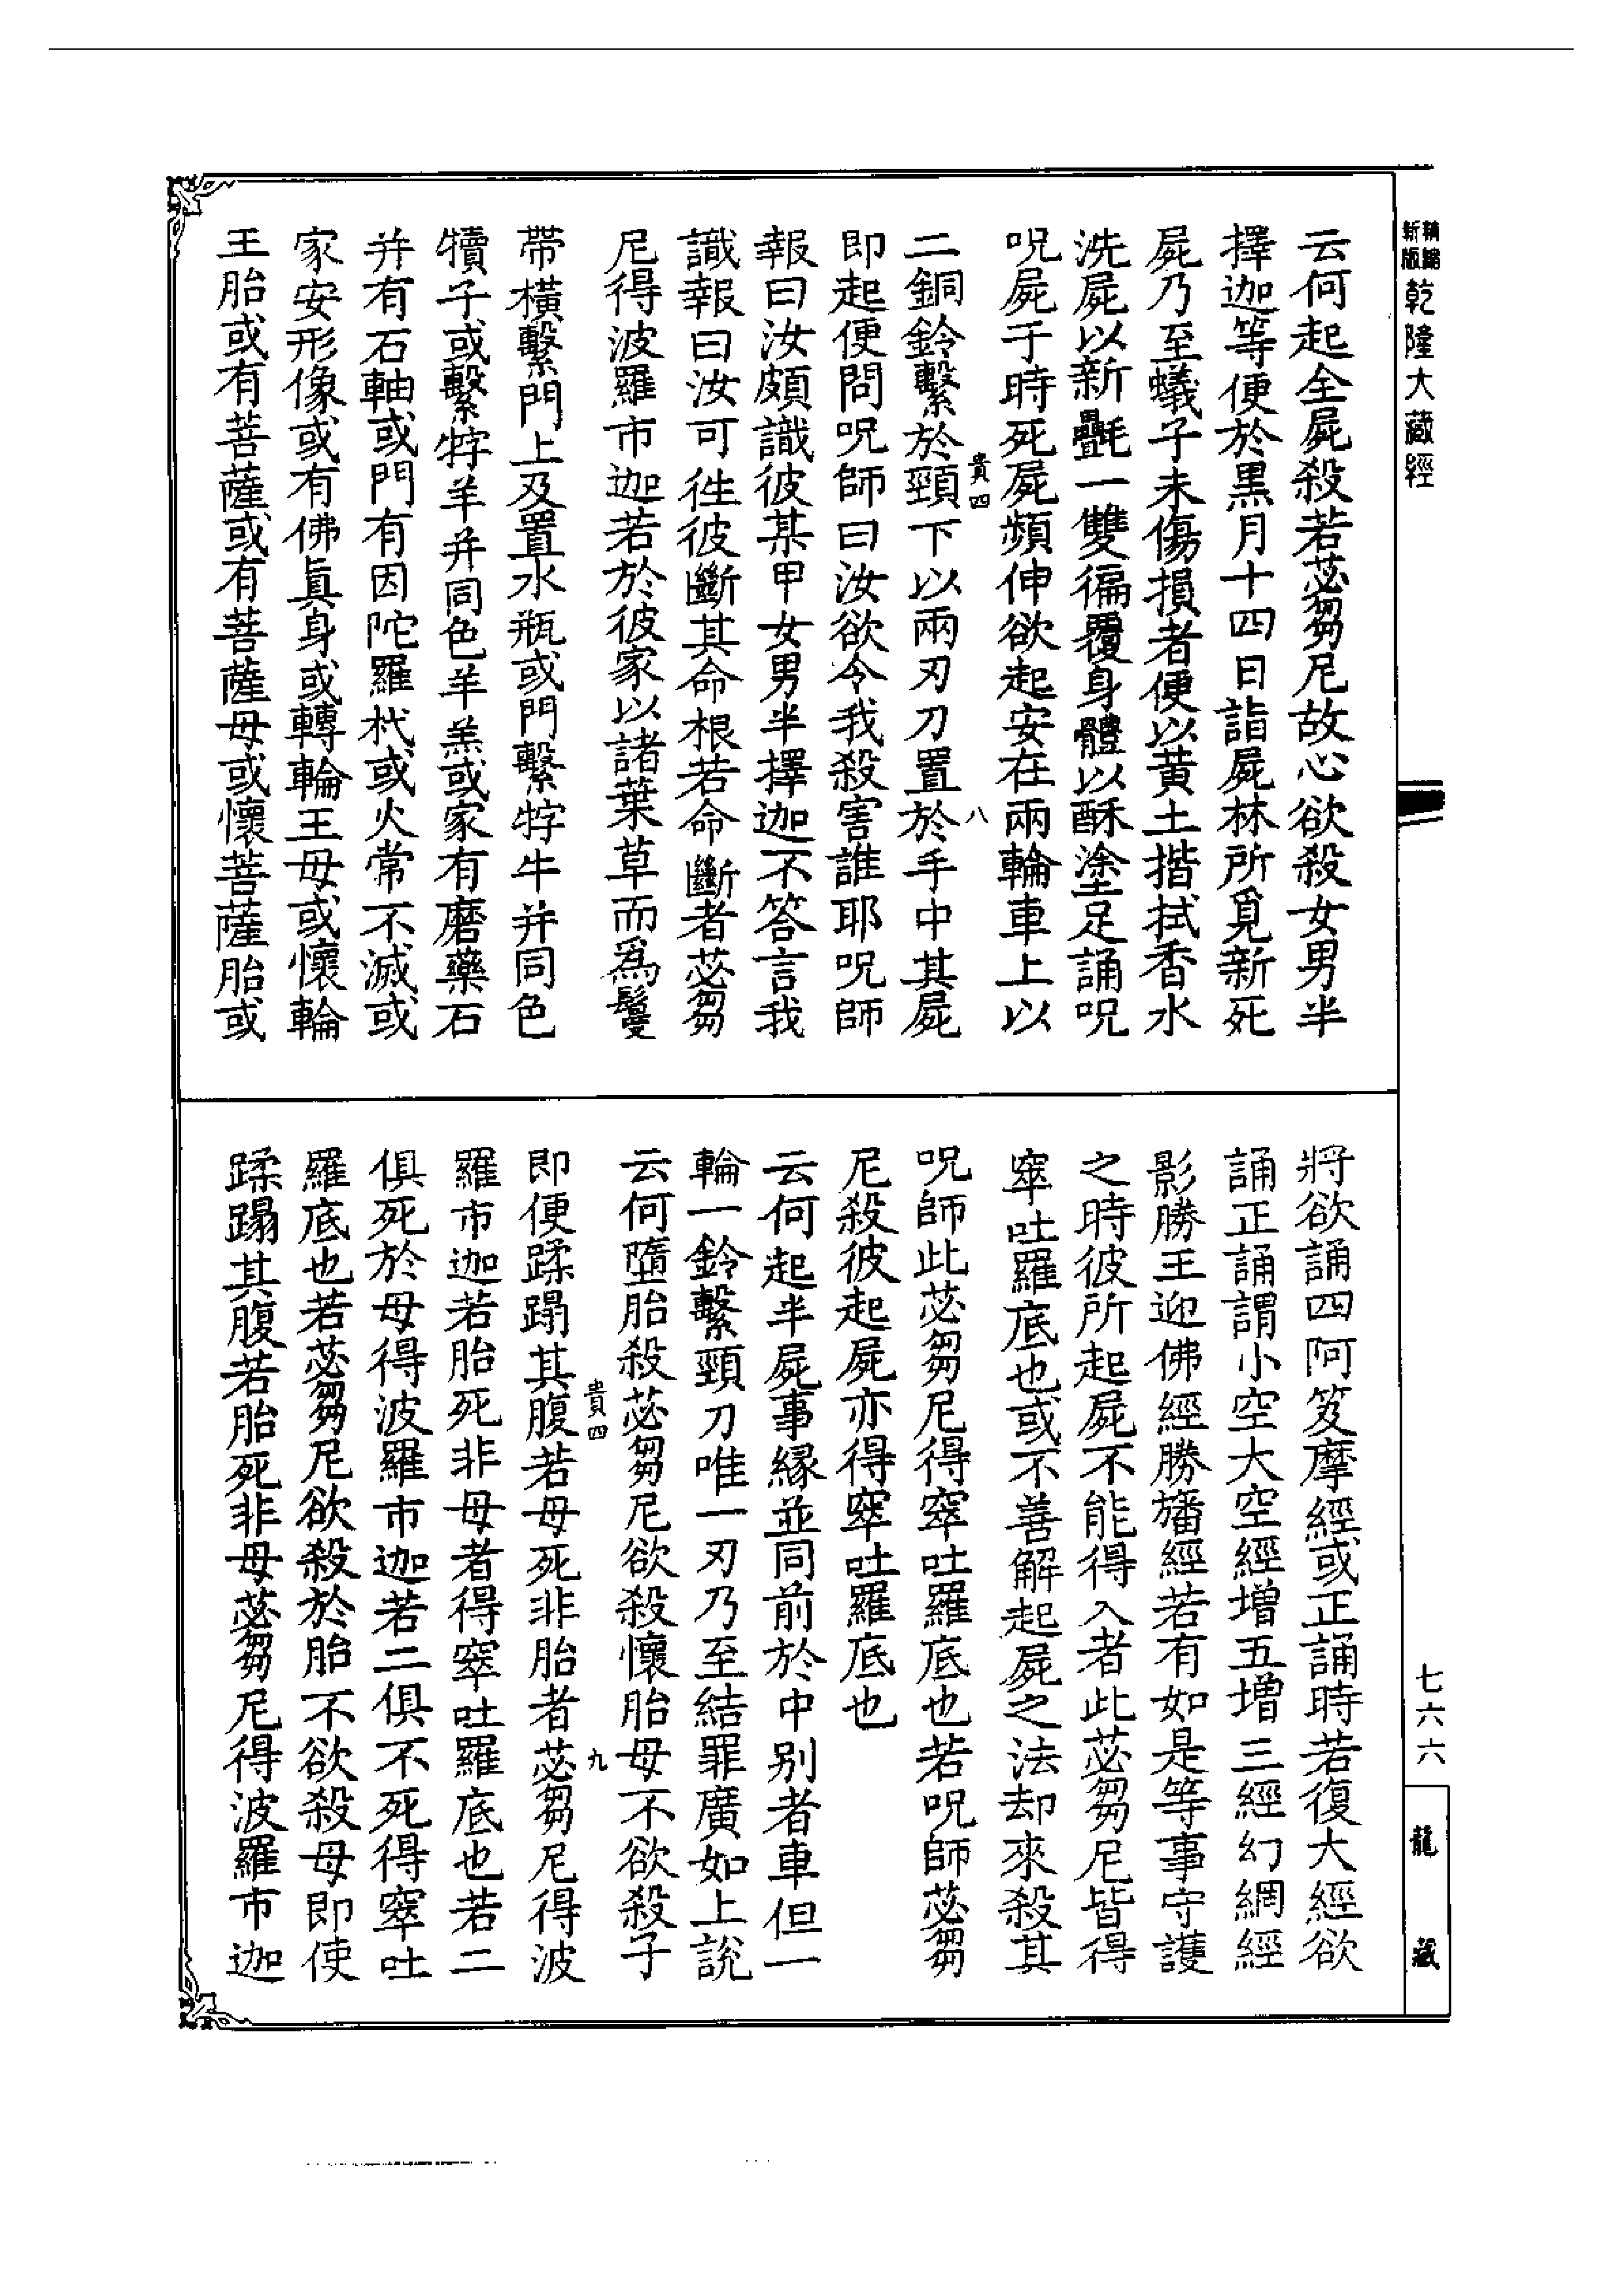 新版
乾隆大藏經
云何起全屍殺若苾芻尼故心欲殺女男半
擇迦等便於黑月十四日詣屍林所覓新死
屍乃至蟻子未傷損者便以黃土揩拭香水
洗屍以新㲲一雙徧覆身體以酥塗足誦呪
呪屍于時死屍頻伸欲起安在兩輪車上以
貴四
八
二銅鈴繫於頸下以兩刃刀置於手中其屍
即起便問呪師曰汝欲令我殺害誰耶呪師
報曰汝頗識彼某甲女男半擇迦不答言我
識報曰汝可徃彼斷其命根若命斷者苾芻
尼得波羅市迦若於彼家以諸葉草而爲鬘
帶橫繫門上及置水瓶或門繫牸牛并同色
犢子或繫牸羊并同色羊羔或家有磨藥石
并有石軸或門有因陀羅杙或火常不滅或
家安形像或有佛眞身或轉輪王母或懷輪
王胎或有菩薩或有菩薩母或懷菩薩胎或
將欲誦四阿笈摩經或正誦時若復大經欲
誦正誦謂小空大空經增五增三經幻網經
影勝王迎佛經勝旛經若有如是等事守護
之時彼所起屍不能得入者此苾芻尼皆得
窣吐羅底也或不善解起屍之法却來殺其
呪師此苾芻尼得窣吐羅底也若呪師苾芻
尼殺彼起屍亦得窣吐羅底也
云何起半屍事緣並同前於中別者車但一
輪一鈴繫頸刀唯一刃乃至結罪廣如上說
云何墮胎殺苾芻尼欲殺懷胎母不欲殺子
貴四
九
即便蹂蹋其腹若母死非胎者苾芻尼得波
羅市迦若胎死非母者得窣吐羅底也若二
俱死於母得波羅市迦若二俱不死得窣吐
羅底也若苾芻尼欲殺於胎不欲殺母即使
蹂蹋其腹若胎死非母苾芻尼得波羅市迦
七六六
龍藏